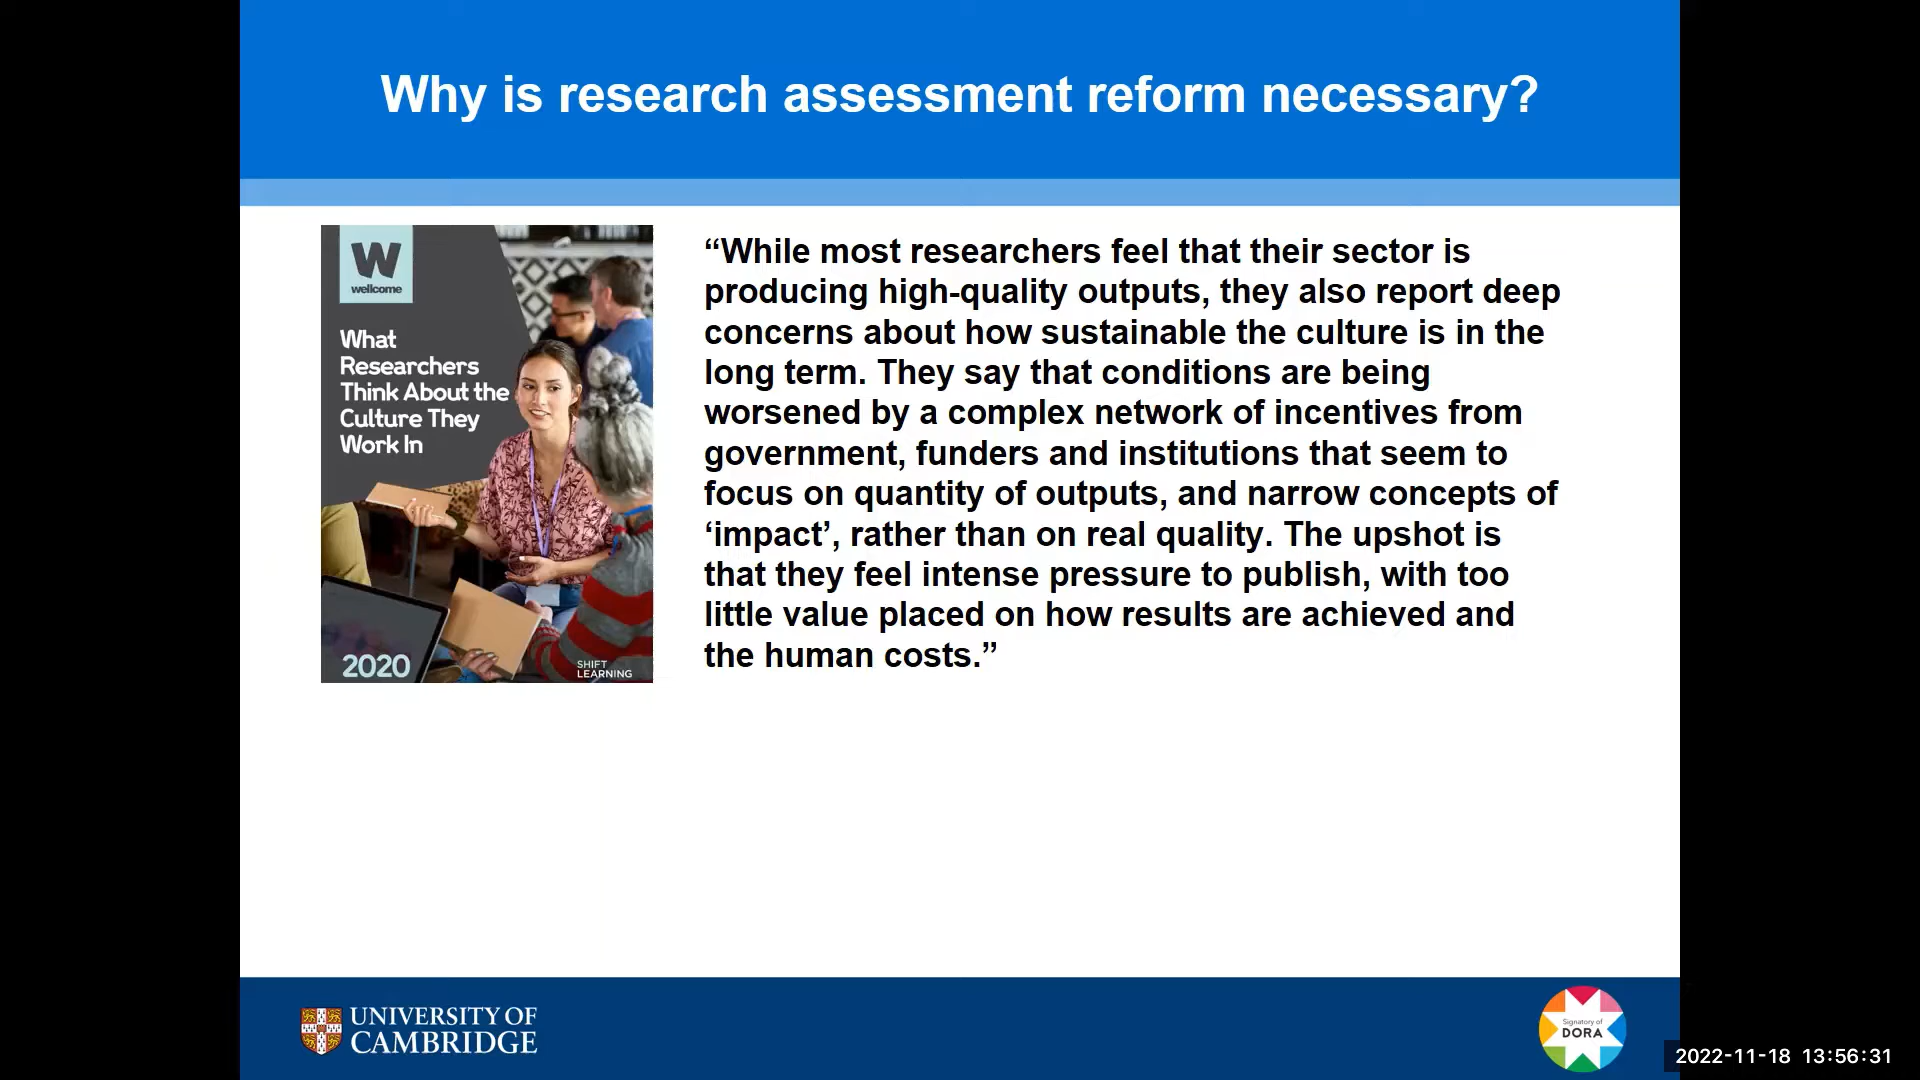 Why is research assessment reform necessary?
W
wellcome
What
Researchers
Think About the
Culture They
Work In
2020
SHIFT
LEARNING
“While most researchers feel that their sector is
producing high-quality outputs, they also report deep
concerns about how sustainable the culture is in the
long term. They say that conditions are being
worsened by a complex network of incentives from
government, funders and institutions that seem to
focus on quantity of outputs, and narrow concepts of
‘impact’, rather than on real quality. The upshot is
that they feel intense pressure to publish, with too
little value placed on how results are achieved and
the human costs.”
UNIVERSITY OF
CAMBRIDGE
Signatory of
DORA
2022-11-18 13:56:31